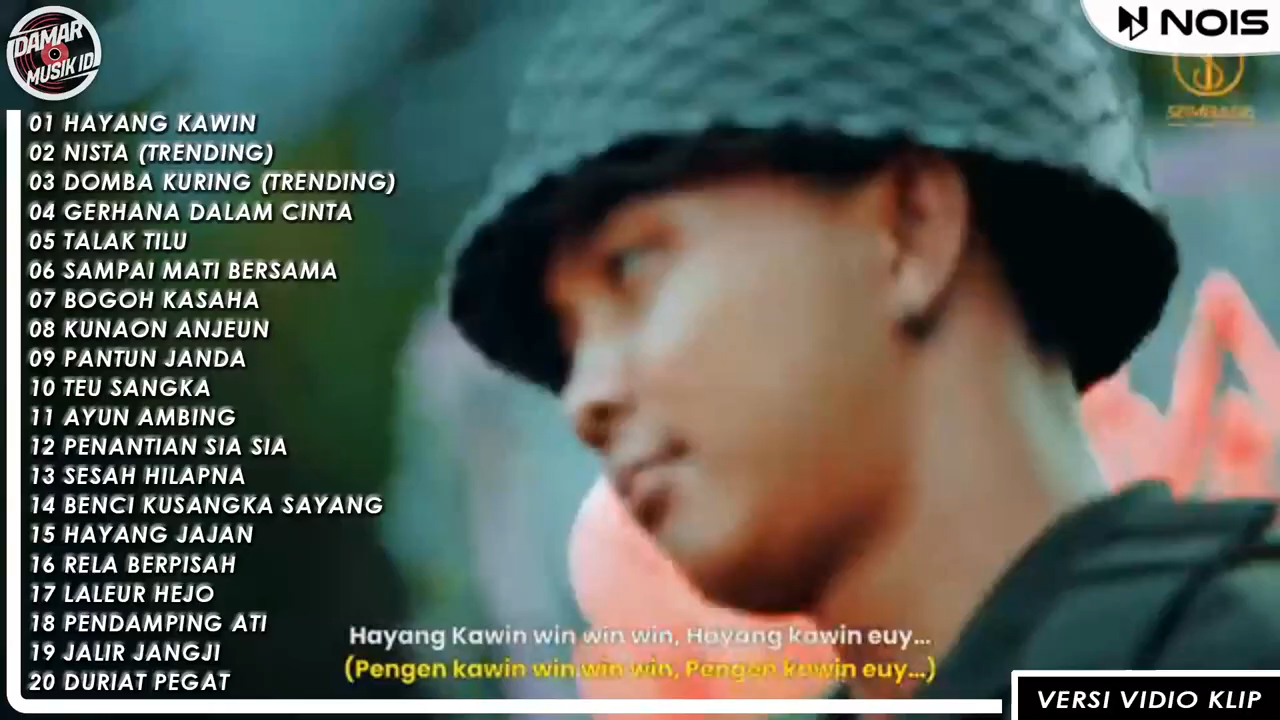 DAMAR
MUSIK ID
NOIS
01 HAYANG KAWIN
02 NISTA (TRENDING)
03 DOMBA KURING (TRENDING)
04 GERHANA DALAM CINTA
05 TALAK TILU
06 SAMPAI MATI BERSAMA
07 BOGOH KASAHA
08 KUNAON ANJEUN
09 PANTUN JANDA
10 TEU SANGKA
11 AYUN AMBING
12 PENANTIAN SIA SIA
13 SESAH HILAPNA
14 BENCI KUSANGKA SAYANG
15 HAYANG JAJAN
16 RELA BERPISAH
17 LALEUR HEJO
18 PENDAMPING ATI
19 JALIR JANGJI
20 DURIAT PEGAT
Hayang Kawin win win win, Hayang kawin euy...
(Pengen kawin win win win, Pengen kawin euy...)
VERSI VIDIO KLIP